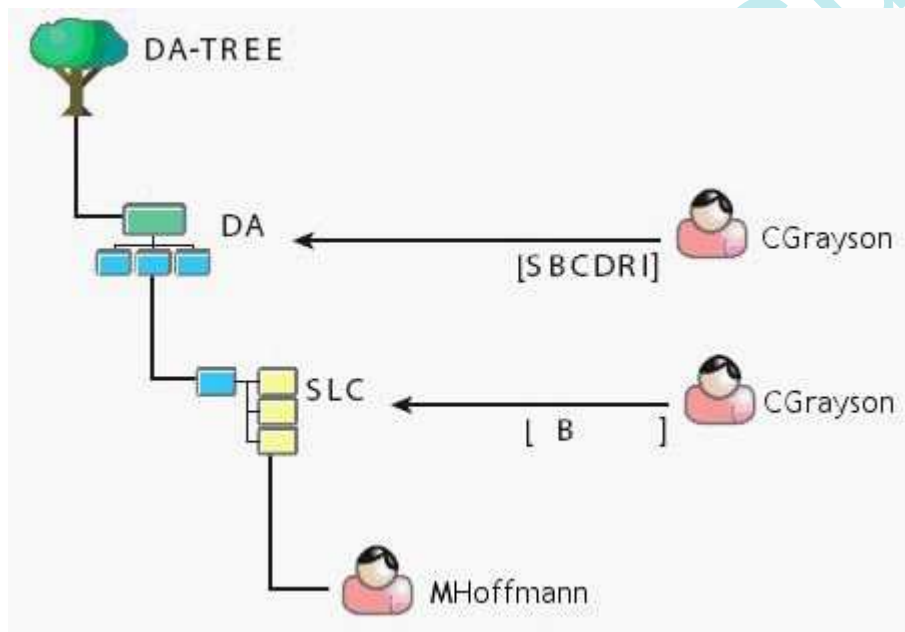 DA-TREE
DA
CGrayson
[SBCDRI]
SLC
CGrayson
[ B ]
MHoffmann